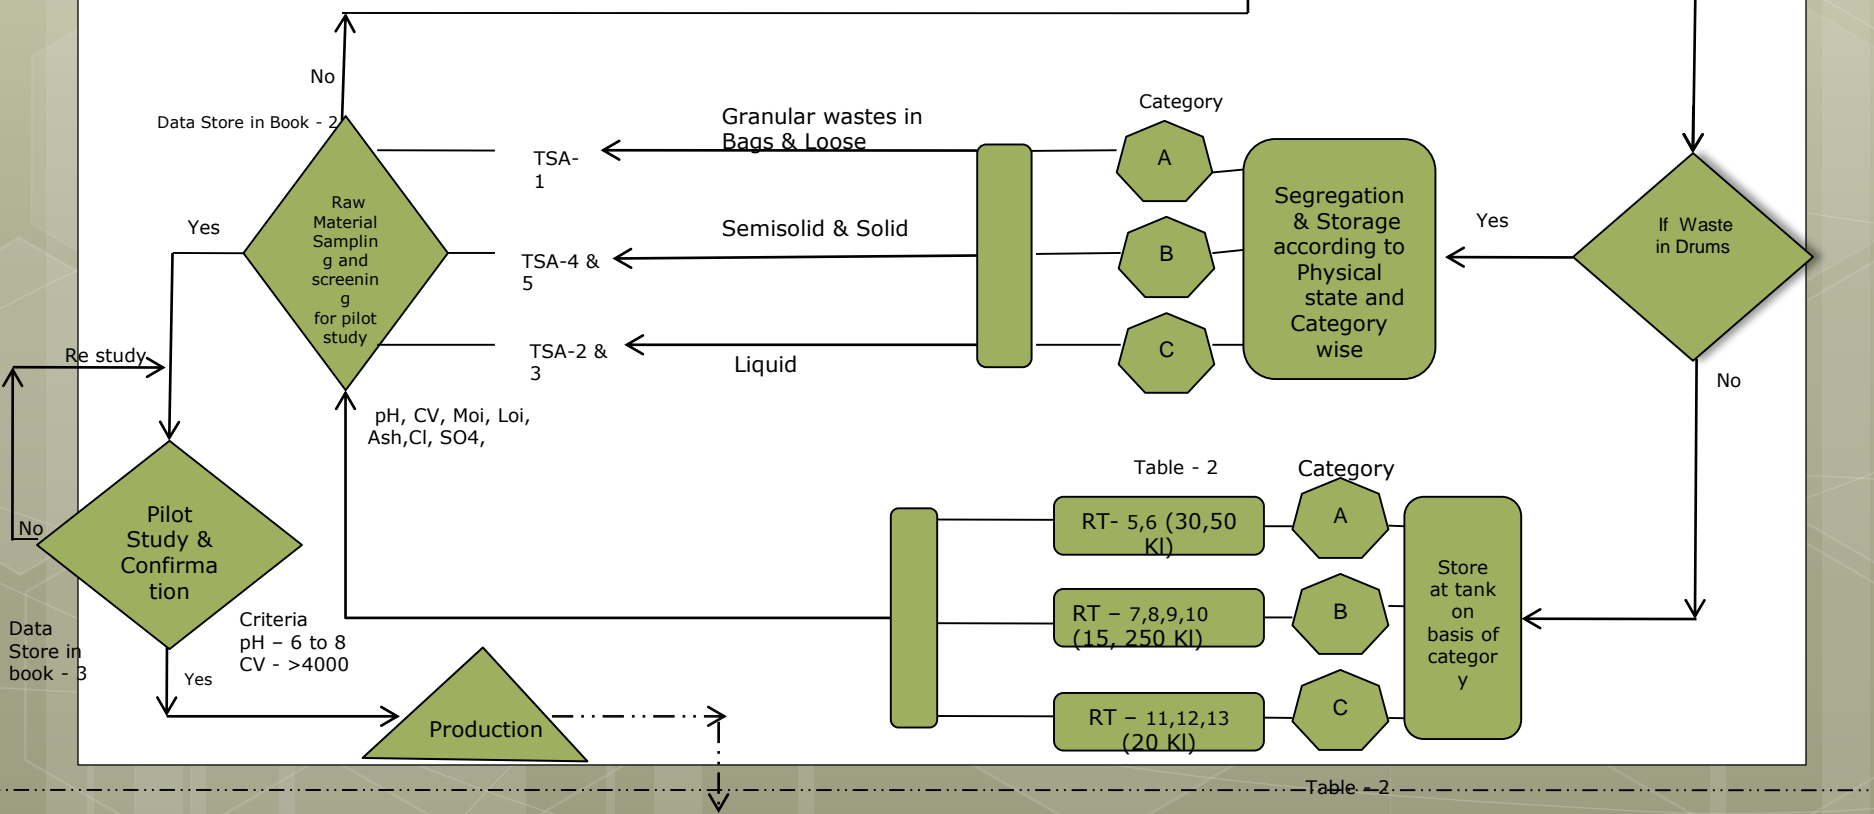 No
Data Store in Book - 2
Category
Granular wastes in
Bags & Loose
TSA-
1
A
Raw
Material
Samplin
g and
screenin
g
for pilot
study
Yes
Semisolid & Solid
TSA-4 &
5
B
Segregation
& Storage
according to
Physical
state and
Category
wise
Yes
If Waste
in Drums
Re study
TSA-2 &
3
Liquid
C
No
pH, CV, Moi, Loi,
Ash,Cl, SO4,
Table - 2
Category
No
Pilot
Study &
Confirma
tion
RT- 5,6 (30,50
Kl)
A
Store
at tank
on
basis of
categor
y
RT – 7,8,9,10
(15, 250 Kl)
B
Data
Store in
book - 3
Criteria
pH – 6 to 8
CV - >4000
Yes
Production
RT – 11,12,13
(20 Kl)
C
Table - 2